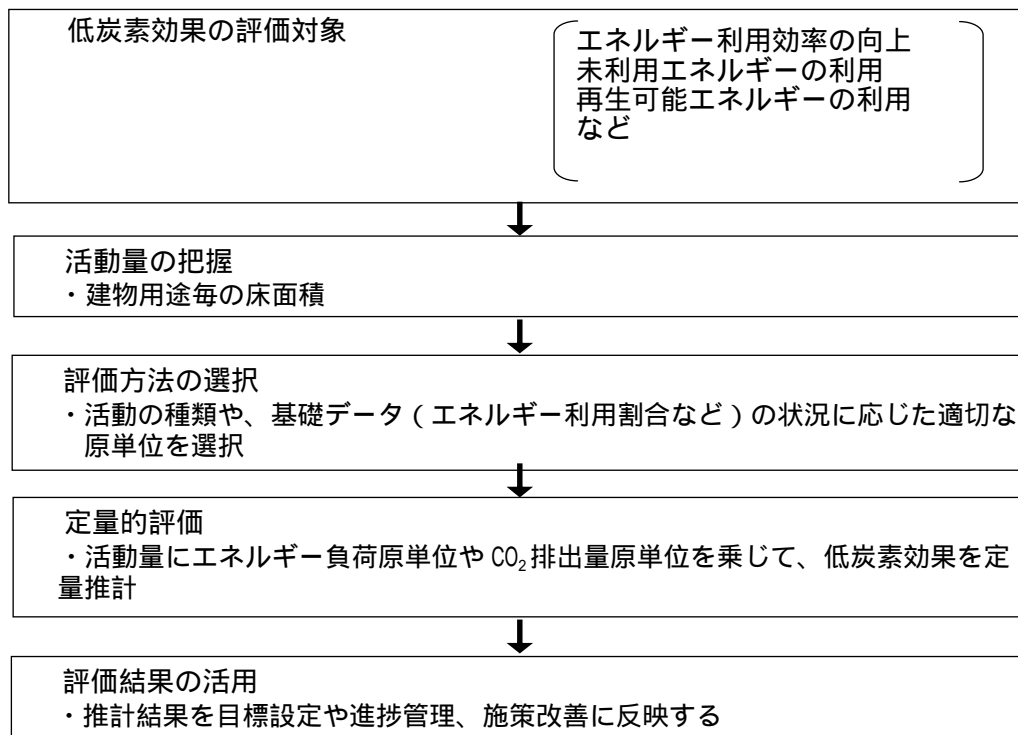 低炭素効果の評価対象
エネルギー利用効率の向上
未利用エネルギーの利用
再生可能エネルギーの利用
など
活動量の把握
・建物用途毎の床面積
評価方法の選択
・活動の種類や、基礎データ（エネルギー利用割合など）の状況に応じた適切な
原単位を選択
定量的評価
・活動量にエネルギー負荷原単位や CO₂排出量原単位を乗じて、低炭素効果を定
量推計
評価結果の活用
・推計結果を目標設定や進捗管理、施策改善に反映する